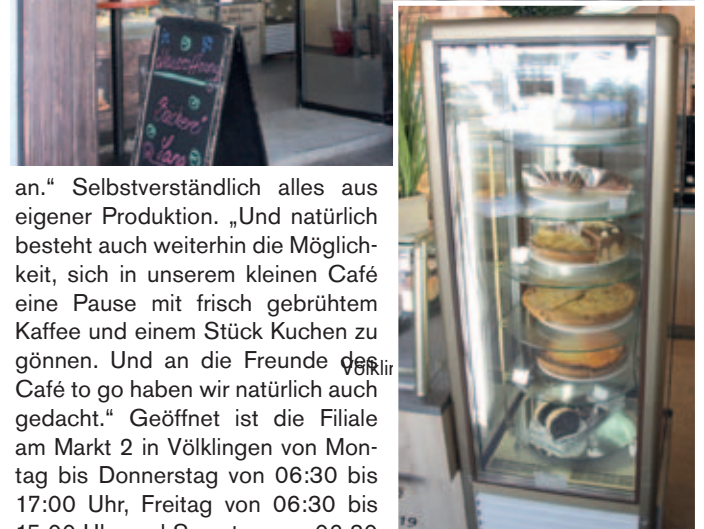 Bäckerei
Lang
an.“ Selbstverständlich alles aus
eigener Produktion. „Und natürlich
besteht auch weiterhin die Möglich-
keit, sich in unserem kleinen Café
eine Pause mit frisch gebrühtem
Kaffee und einem Stück Kuchen zu
gönnen. Und an die Freunde des
Café to go haben wir natürlich auch
gedacht.“ Geöffnet ist die Filiale
am Markt 2 in Völklingen von Mon-
tag bis Donnerstag von 06:30 bis
17:00 Uhr, Freitag von 06:30 bis